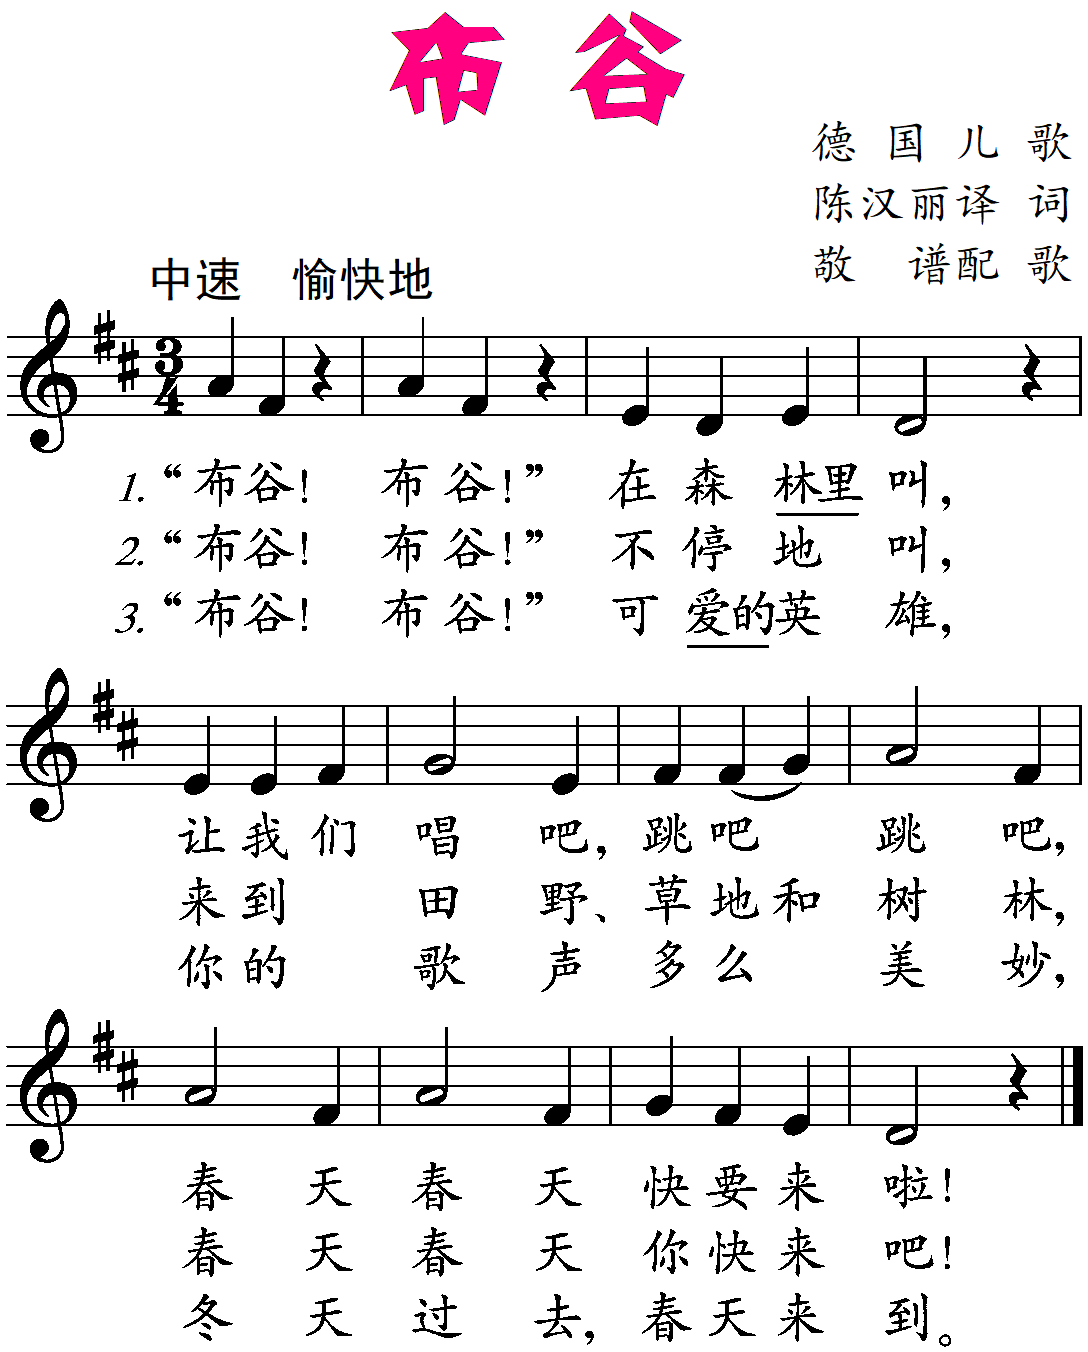 布谷
德国儿歌
陈汉丽译词
敬谱配歌
中速 愉快地
3
4
1.“布谷! 布谷!”在森林里叫,
2.“布谷! 布谷!”不停地叫,
3.“布谷! 布谷!”可爱的英雄,
让我们唱吧,跳吧跳吧,
来到田野、草地和树林,
你的歌声多么美妙,
春天春天快要来啦!
春天春天你快来吧!
冬天过去,春天来到。